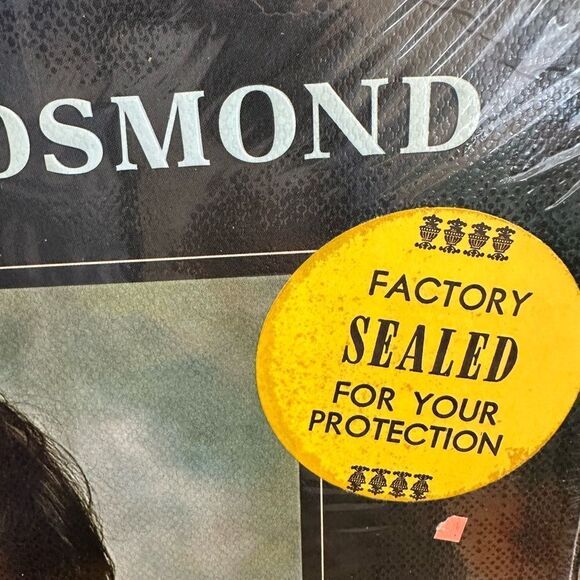 OSMOND
FACTORY
SEALED
FOR YOUR
PROTECTION